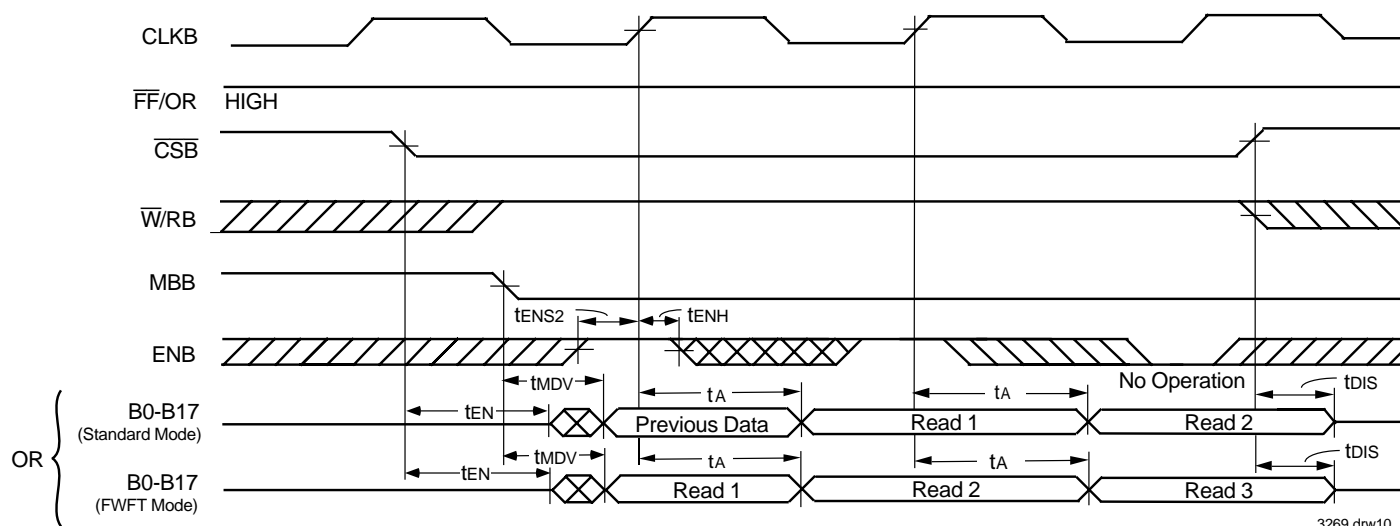 CLKB
FF/OR HIGH
CSB
W/RB
MBB
tENS2 tENH
ENB
No Operation
tMDV tA tA tDIS
tEN
B0-B17
(Standard Mode)
Previous Data Read 1 Read 2
OR
tMDV tA tA tDIS
tEN
B0-B17
(FWFT Mode)
Read 1 Read 2 Read 3
3269 drw10